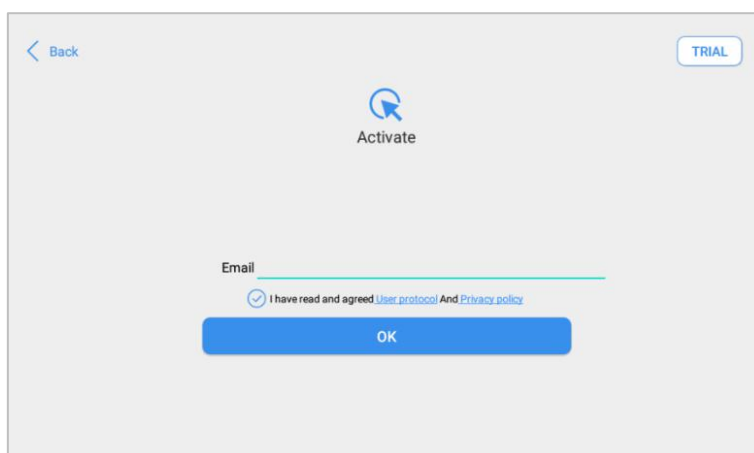 Back
TRIAL
Activate
Email
I have read and agreed User protocol And Privacy policy
OK